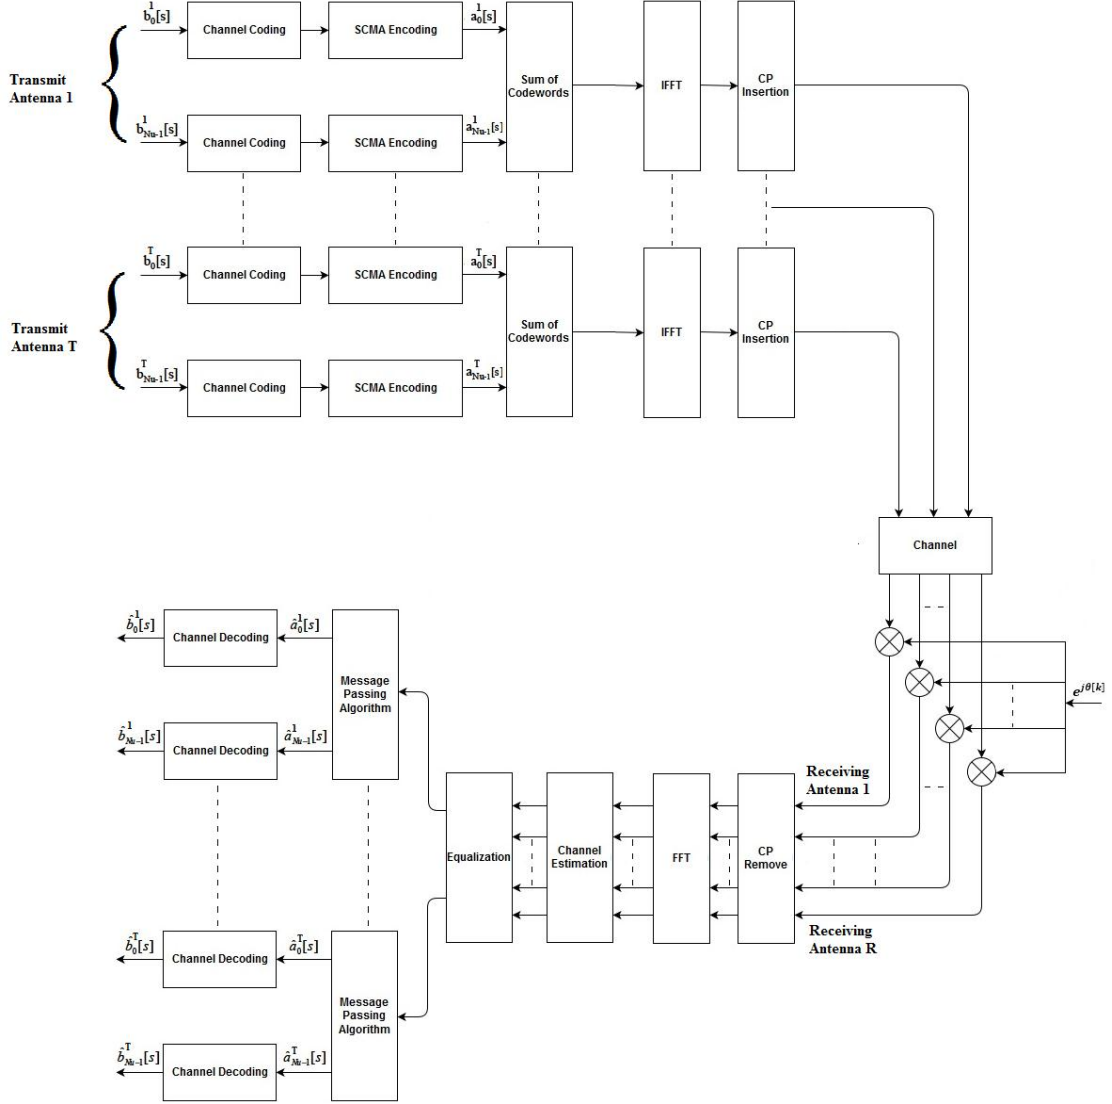 b₀¹[s]
Channel Coding
SCMA Encoding
a₀¹[s]
Transmit
Antenna 1
Sum of
Codewords
IFFT
CP
Insertion
b¹Nu-1[s]
Channel Coding
SCMA Encoding
a¹Nu-1[s]
b₀ᵀ[s]
Channel Coding
SCMA Encoding
a₀ᵀ[s]
Transmit
Antenna T
Sum of
Codewords
IFFT
CP
Insertion
bᵀNu-1[s]
Channel Coding
SCMA Encoding
aᵀNu-1[s]
Channel
e^{jθ[k]}
b̂₀¹[s]
Channel Decoding
â₀¹[s]
Message
Passing
Algorithm
b̂¹Nu-1[s]
Channel Decoding
â¹Nu-1[s]
Receiving
Antenna 1
Equalization
Channel
Estimation
FFT
CP
Remove
Receiving
Antenna R
b̂₀ᵀ[s]
Channel Decoding
â₀ᵀ[s]
Message
Passing
Algorithm
b̂ᵀNu-1[s]
Channel Decoding
âᵀNu-1[s]